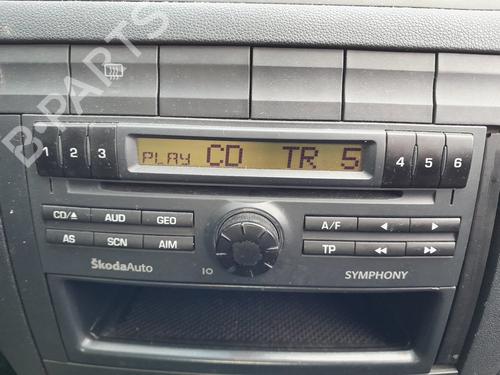 B-PARTS
1 2 3
PLAY CD TR 5
4 5 6
CD/▲ AUD GEO
A/F ◀ ▶
AS SCN AIM
TP ◀◀ ▶▶
ŠkodaAuto
IO
SYMPHONY